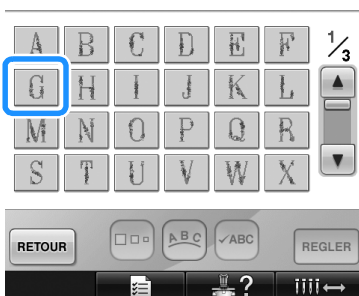 A B C D E F 1/3
G H I J K L
M N O P Q R
S T U V W X
RETOUR ABC ✓ABC REGLER
?